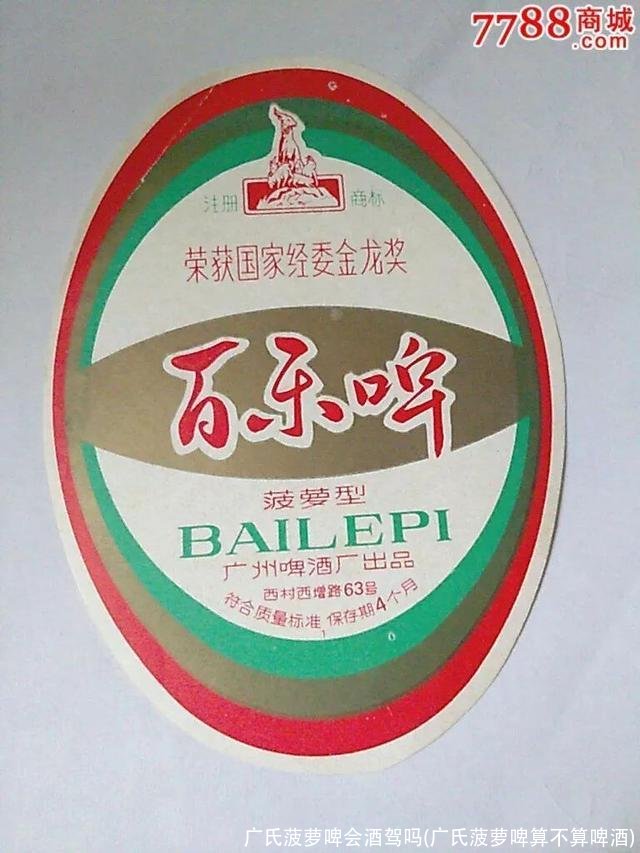 7788商城
.com
注册 商标
荣获国家经委金龙奖
百乐啤
菠萝型
BAILEPI
广州啤酒厂出品
西村西增路63号
符合质量标准 保存期4个月
广氏菠萝啤会酒驾吗(广氏菠萝啤算不算啤酒)